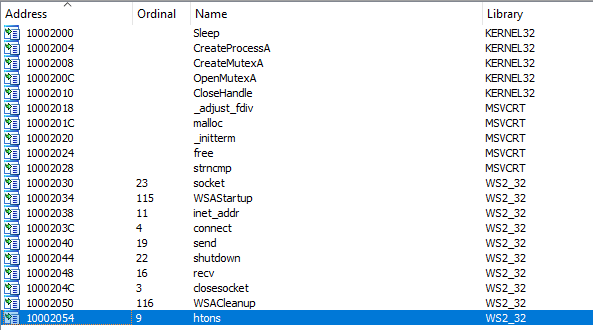 Address Ordinal Name Library
10002000 Sleep KERNEL32
10002004 CreateProcessA KERNEL32
10002008 CreateMutexA KERNEL32
1000200C OpenMutexA KERNEL32
10002010 CloseHandle KERNEL32
10002018 _adjust_fdiv MSVCRT
1000201C malloc MSVCRT
10002020 _initterm MSVCRT
10002024 free MSVCRT
10002028 strncmp MSVCRT
10002030 23 socket WS2_32
10002034 115 WSAStartup WS2_32
10002038 11 inet_addr WS2_32
1000203C 4 connect WS2_32
10002040 19 send WS2_32
10002044 22 shutdown WS2_32
10002048 16 recv WS2_32
1000204C 3 closesocket WS2_32
10002050 116 WSACleanup WS2_32
10002054 9 htons WS2_32